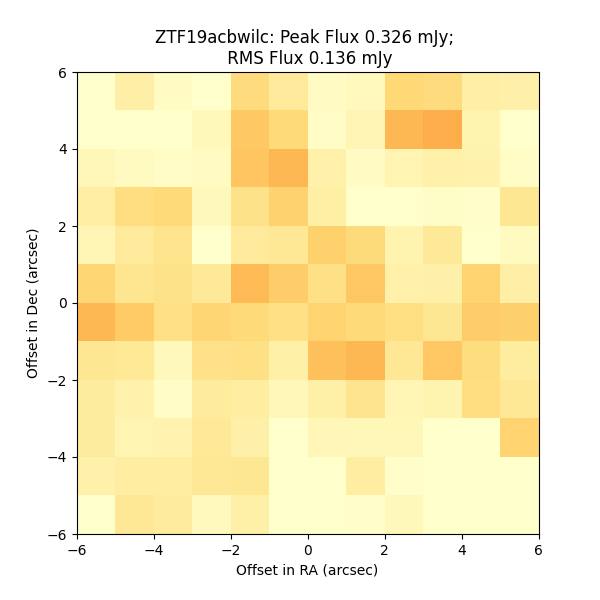 ZTF19acbwilc: Peak Flux 0.326 mJy;
RMS Flux 0.136 mJy
6
4
2
0
−2
−4
−6
Offset in Dec (arcsec)
−6 −4 −2 0 2 4 6
Offset in RA (arcsec)